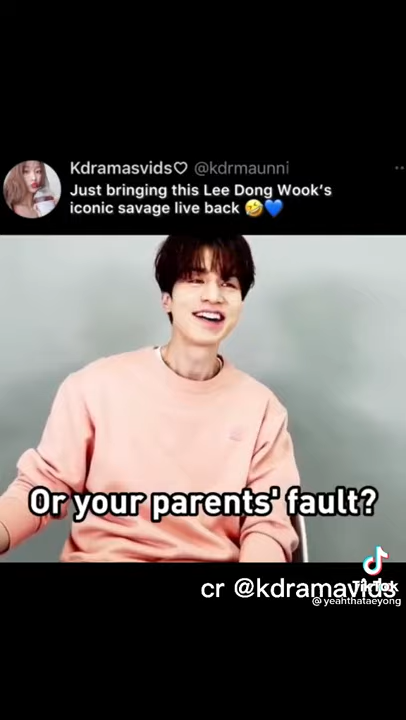 Kdramasvids♡ @kdrmaunni
Just bringing this Lee Dong Wook's
iconic savage live back 🤣💙
Or your parents' fault?
cr @kdramavids
TikTok
@yeahthataeyong